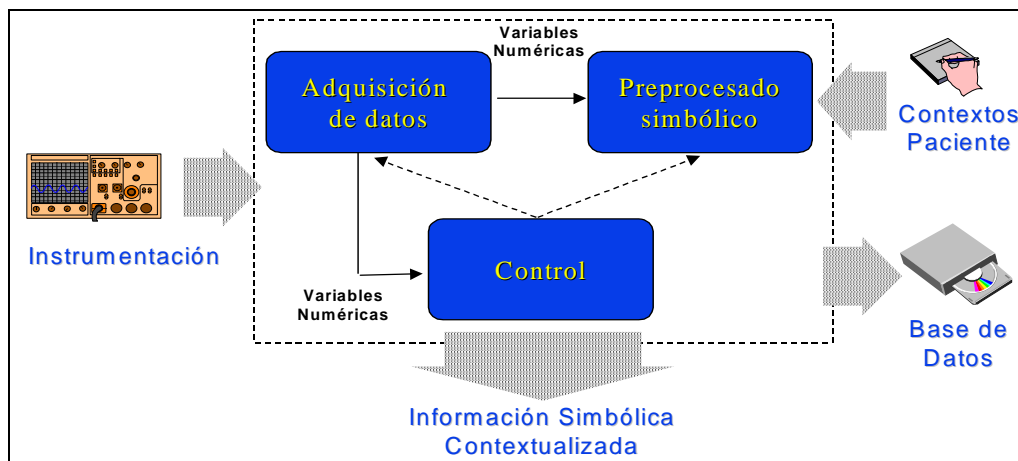 Variables
Numéricas
Adquisición
de datos
Preprocesado
simbólico
Contextos
Paciente
Instrumentación
Control
Variables
Numéricas
Base de
Datos
Información Simbólica
Contextualizada